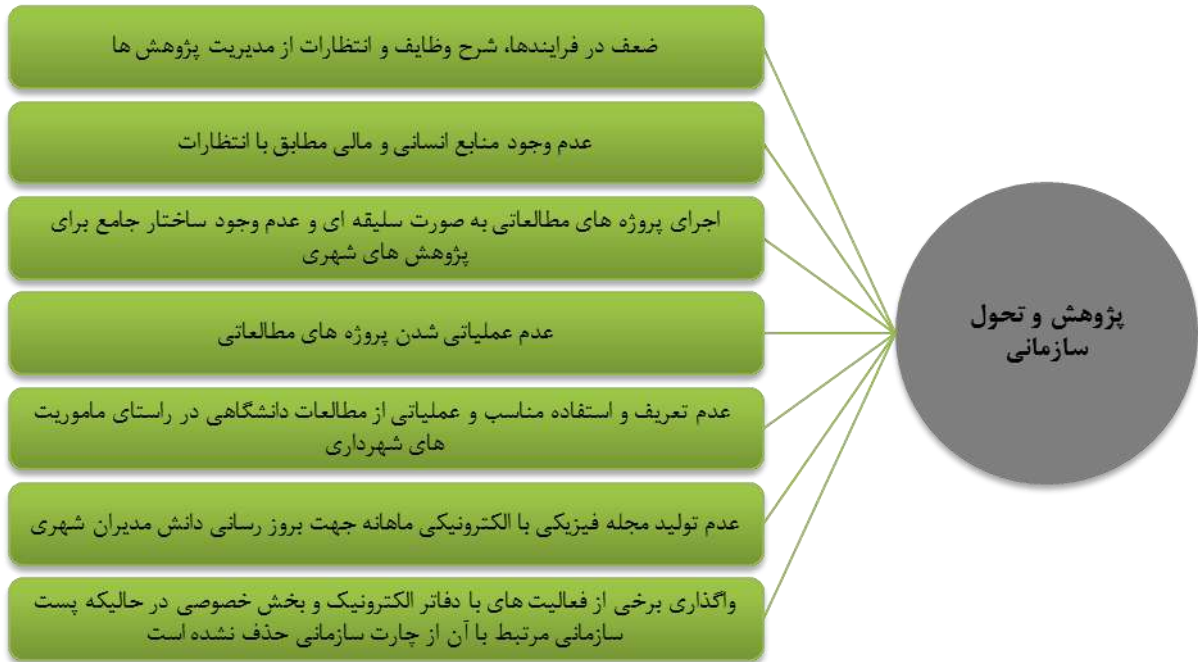 پژوهش و تحول
سازمانی
ضعف در فرایندها، شرح وظایف و انتظارات از مدیریت پژوهش ها
عدم وجود منابع انسانی و مالی مطابق با انتظارات
اجرای پروژه های مطالعاتی به صورت سلیقه ای و عدم وجود ساختار جامع برای
پژوهش های شهری
عدم عملیاتی شدن پروژه های مطالعاتی
عدم تعریف و استفاده مناسب و عملیاتی از مطالعات دانشگاهی در راستای ماموریت
های شهرداری
عدم تولید مجله فیزیکی با الکترونیکی ماهانه جهت بروز رسانی دانش مدیران شهری
واگذاری برخی از فعالیت های با دفاتر الکترونیک و بخش خصوصی در حالیکه پست
سازمانی مرتبط با آن از چارت سازمانی حذف نشده است